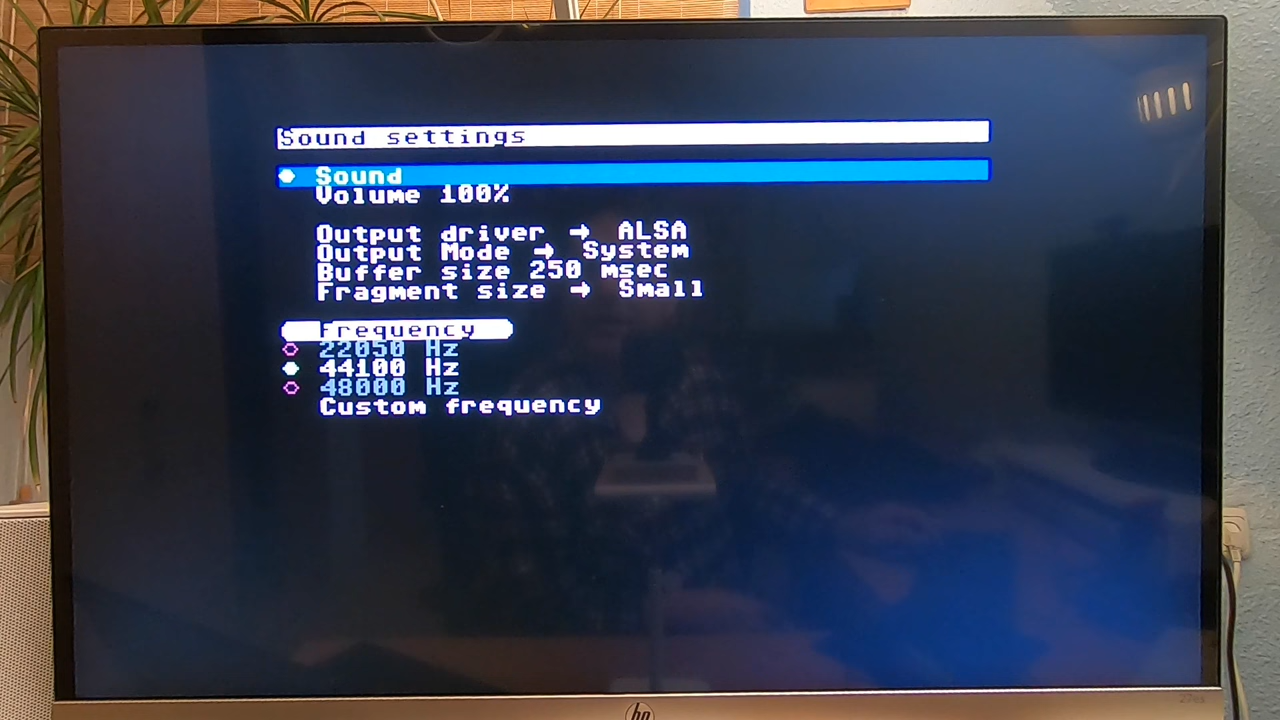 Sound settings
Sound
Volume 100%
Output driver → ALSA
Output Mode → System
Buffer size 250 msec
Fragment size → Small
Frequency
22050 Hz
44100 Hz
48000 Hz
Custom frequency
hp